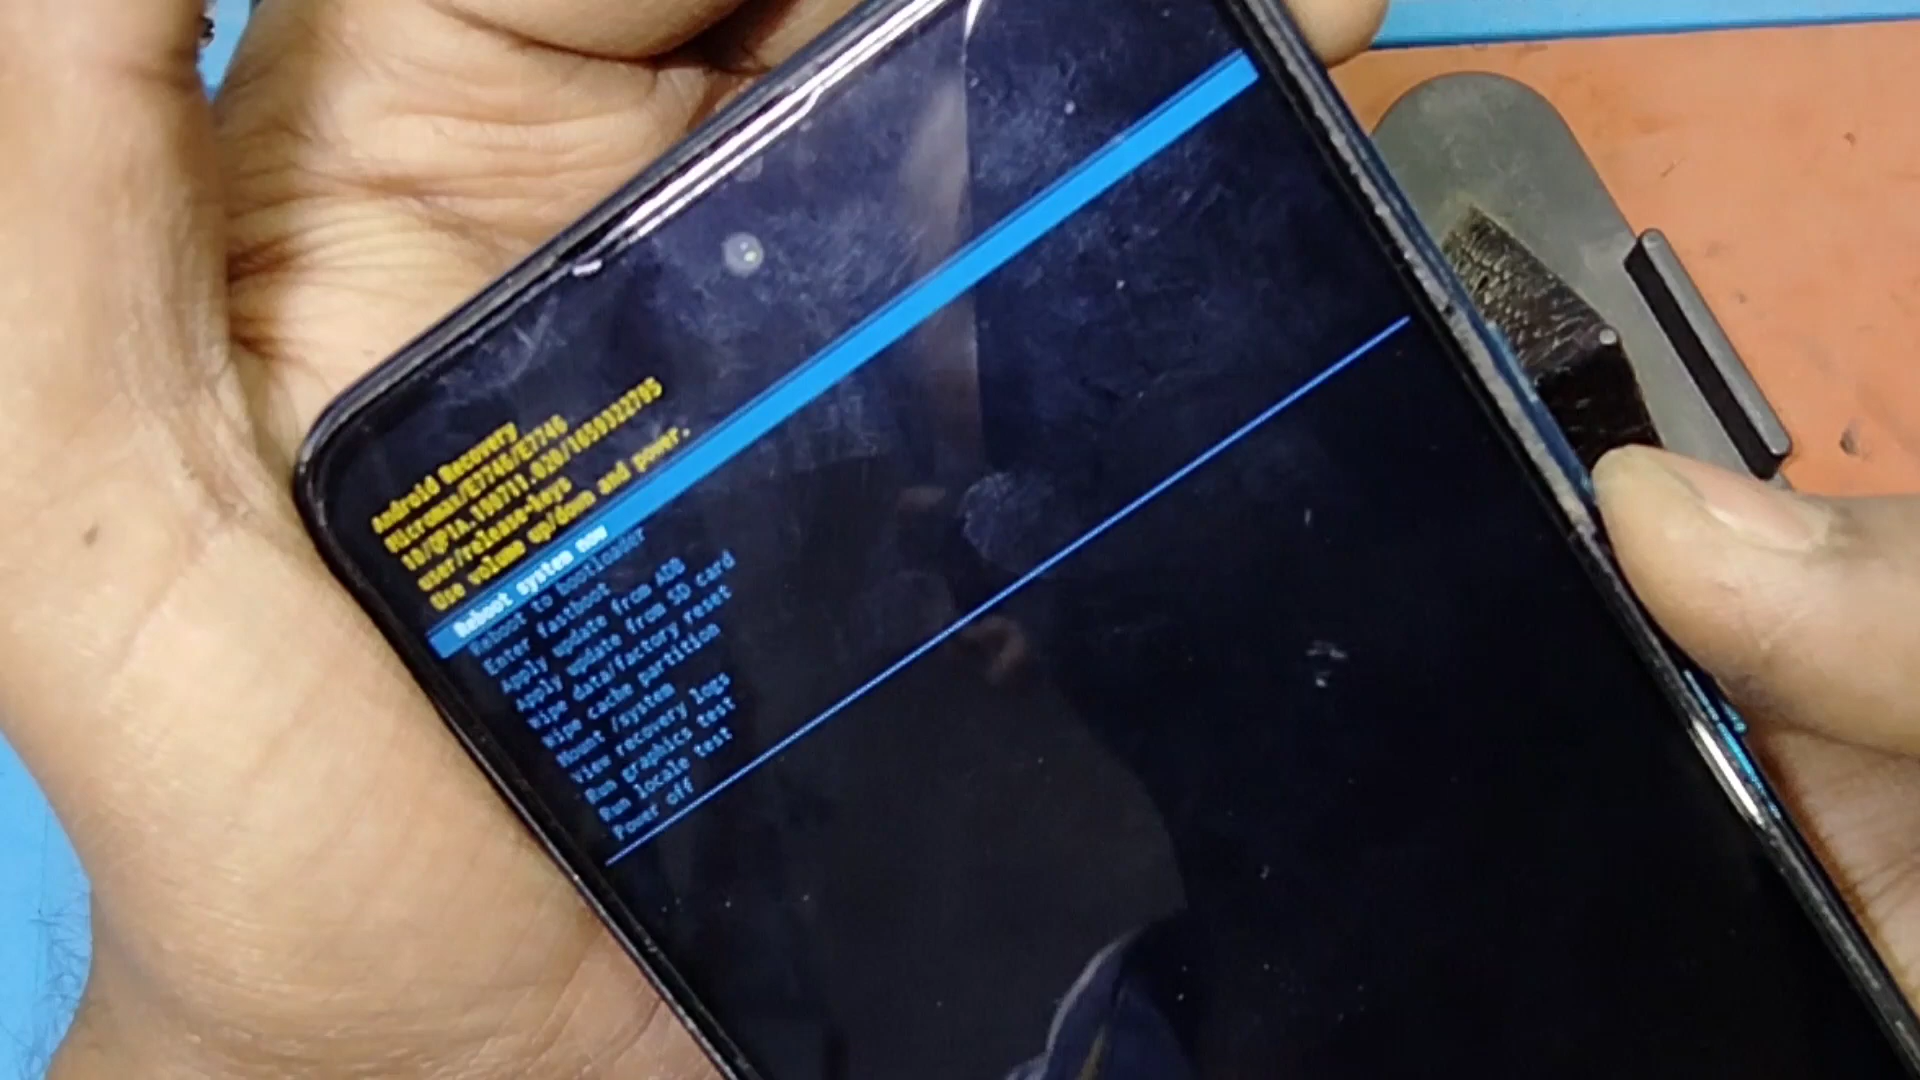 Android Recovery
Micromax/E7746/E7746
10/QP1A.190711.020/1659322795
user/release-keys
Use volume up/down and power.
Reboot system now
Reboot to bootloader
Enter fastboot
Apply update from ADB
Apply update from SD card
Wipe data/factory reset
Wipe cache partition
Mount /system
View recovery logs
Run graphics test
Run locale test
Power off